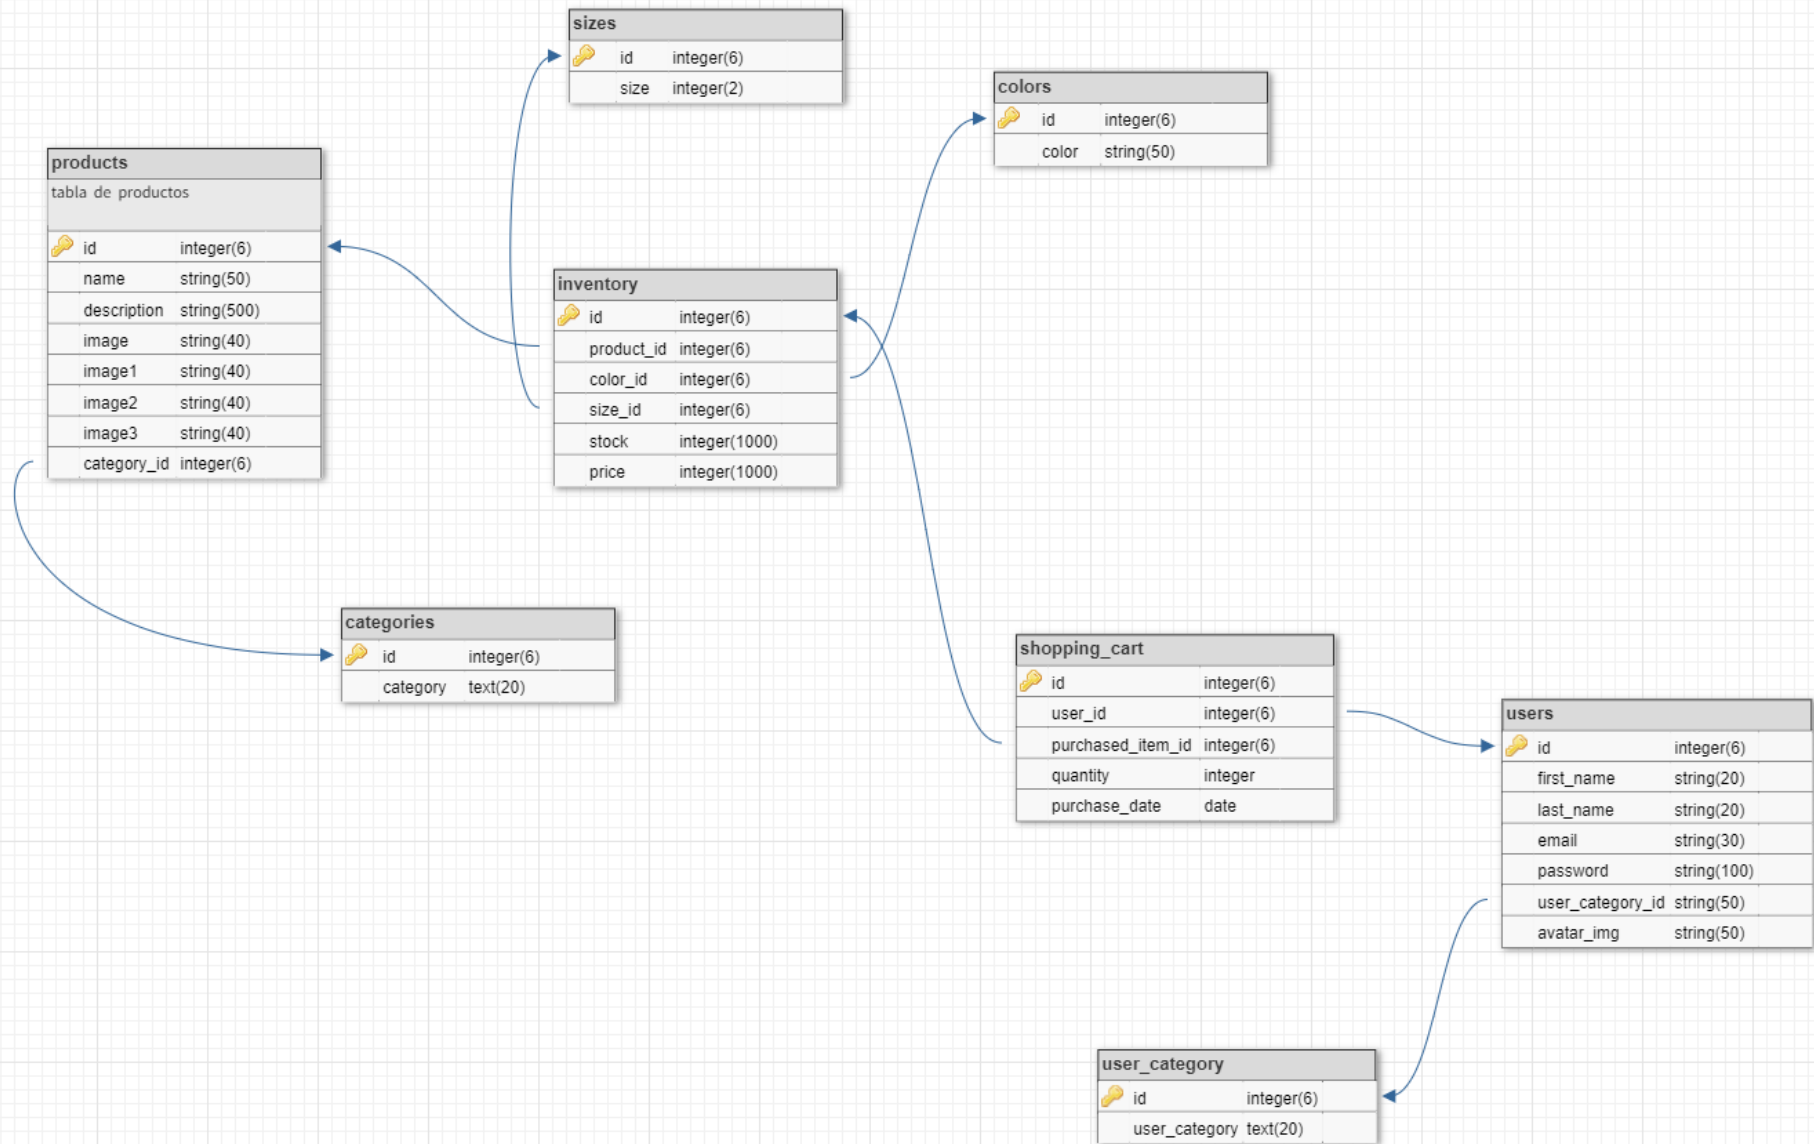 sizes
id integer(6)
size integer(2)
colors
id integer(6)
color string(50)
products
tabla de productos
id integer(6)
name string(50)
description string(500)
image string(40)
image1 string(40)
image2 string(40)
image3 string(40)
category_id integer(6)
inventory
id integer(6)
product_id integer(6)
color_id integer(6)
size_id integer(6)
stock integer(1000)
price integer(1000)
categories
id integer(6)
category text(20)
shopping_cart
id integer(6)
user_id integer(6)
purchased_item_id integer(6)
quantity integer
purchase_date date
users
id integer(6)
first_name string(20)
last_name string(20)
email string(30)
password string(100)
user_category_id string(50)
avatar_img string(50)
user_category
id integer(6)
user_category text(20)